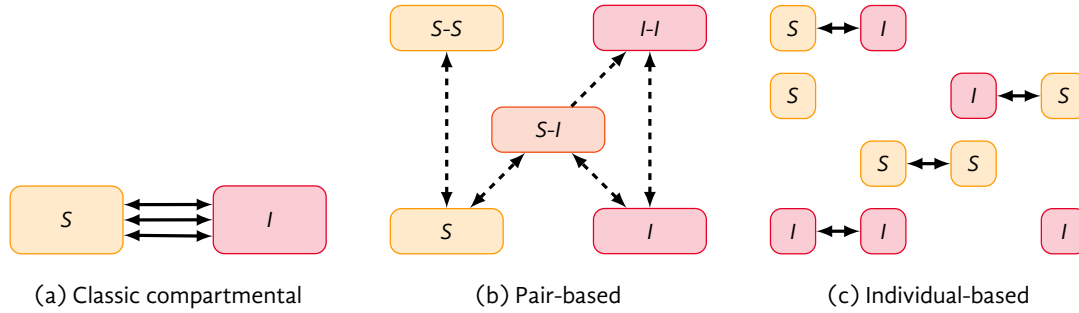 S
I
(a) Classic compartmental
S-S
I-I
S-I
S
I
(b) Pair-based
S I
S I S
S S
I I I
(c) Individual-based